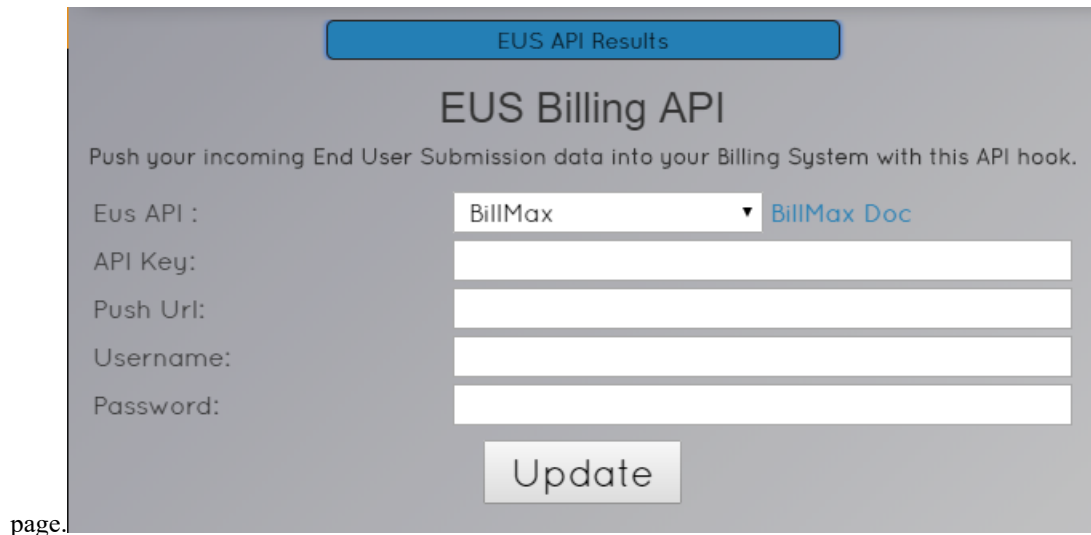 EUS API Results
EUS Billing API
Push your incoming End User Submission data into your Billing System with this API hook.
Eus API : BillMax BillMax Doc
API Key:
Push Url:
Username:
Password:
Update
page.